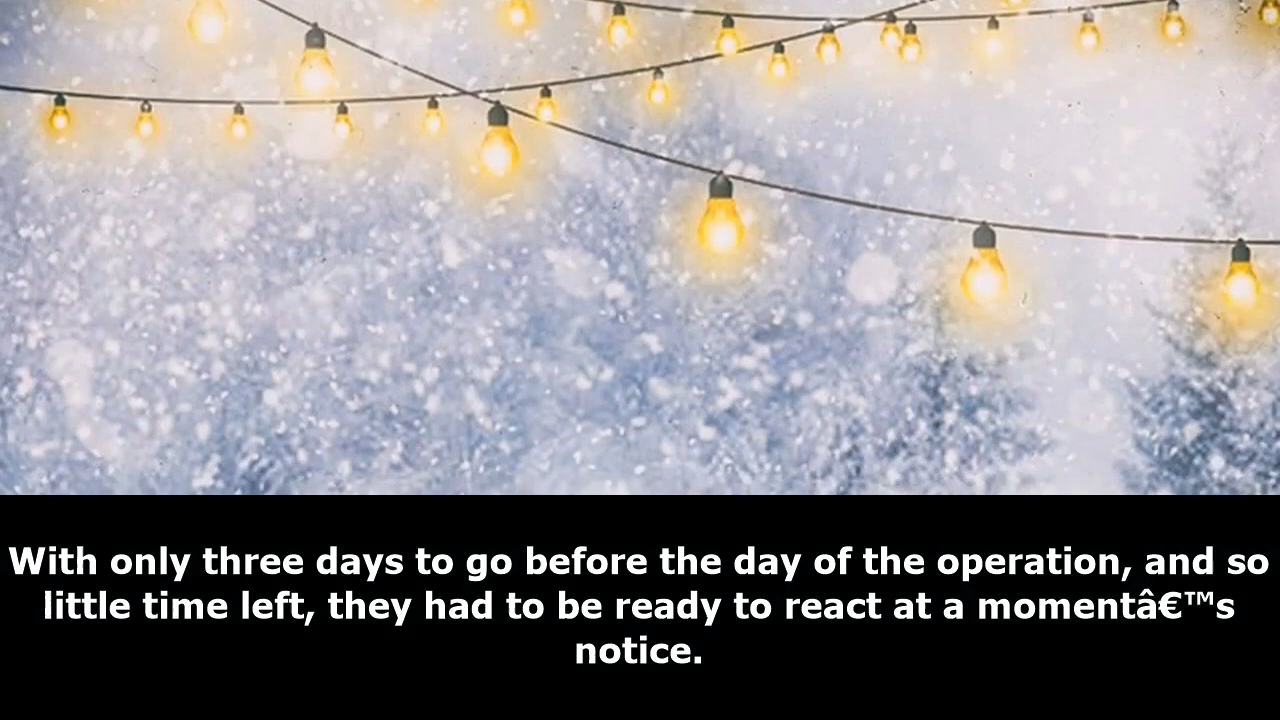 With only three days to go before the day of the operation, and so
little time left, they had to be ready to react at a momentâ€™s
notice.